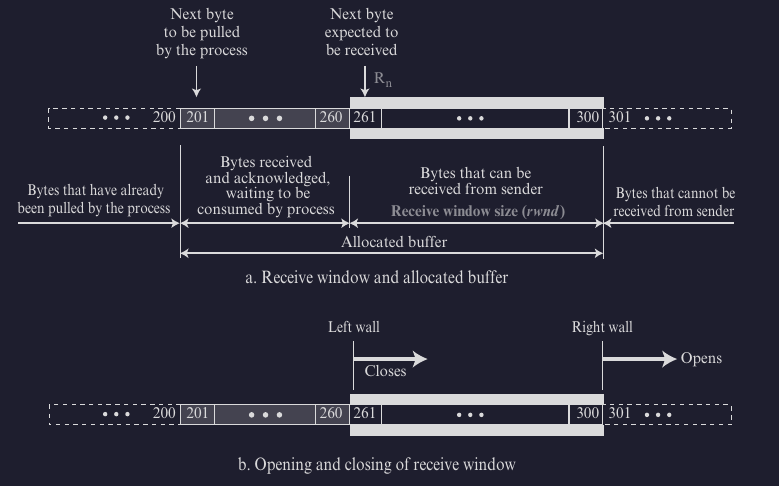 Next byte
to be pulled
by the process
Next byte
expected to
be received
Rn
••• 200 201 ••• 260 261 ••• 300 301 •••
Bytes that have already
been pulled by the process
Bytes received
and acknowledged,
waiting to be
consumed by process
Bytes that can be
received from sender
Receive window size (rwnd)
Bytes that cannot be
received from sender
Allocated buffer
a. Receive window and allocated buffer
Left wall
Right wall
Closes
Opens
••• 200 201 ••• 260 261 ••• 300 301 •••
b. Opening and closing of receive window